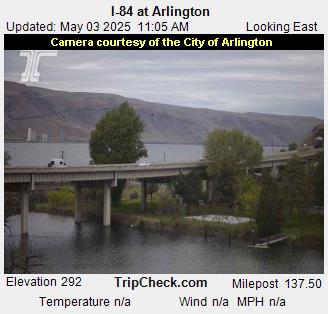 I-84 at Arlington
Updated: May 03 2025 11:05 AM Looking East
Camera courtesy of the City of Arlington
Elevation 292 TripCheck.com Milepost 137.50
Temperature n/a Wind n/a MPH n/a